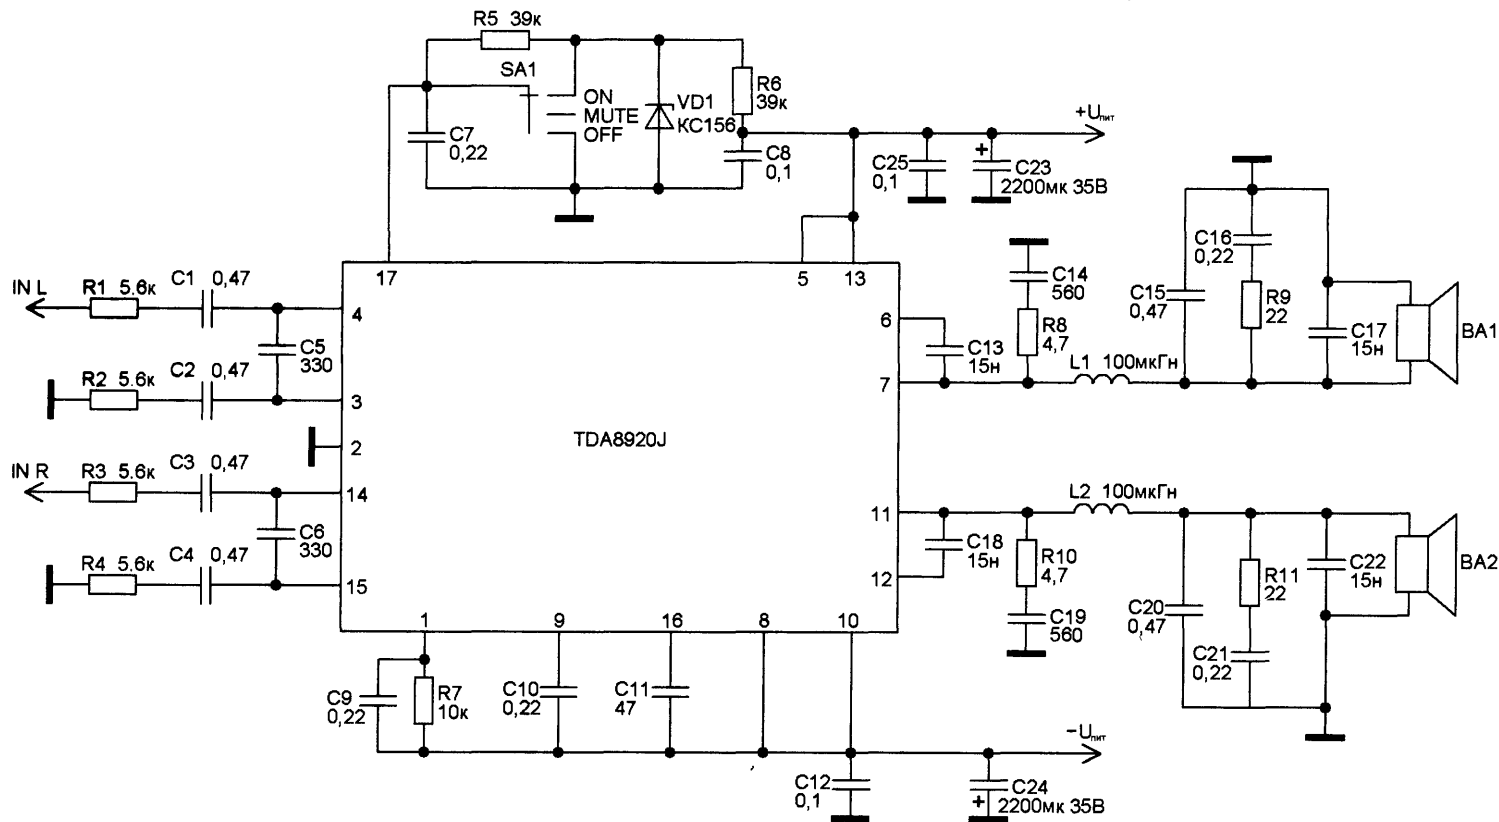 R5 39к
SA1
ON
MUTE
OFF
VD1
КС156
R6
39к
C7
0,22
C8
0,1
+Uпит
C25
0,1
+
C23
2200мк 35В
17
5
13
IN L
R1 5.6к
C1 0,47
4
C5
330
R2 5.6к
C2 0,47
3
2
IN R
R3 5.6к
C3 0,47
14
C6
330
R4 5.6к
C4 0,47
15
TDA8920J
6
7
11
12
C13
15н
C14
560
R8
4,7
L1 100мкГн
C15
0,47
C16
0,22
R9
22
C17
15н
BA1
C18
15н
R10
4,7
C19
560
L2 100мкГн
C20
0,47
R11
22
C21
0,22
C22
15н
BA2
1
9
16
8
10
C9
0,22
R7
10к
C10
0,22
C11
47
C12
0,1
−Uпит
C24
+
2200мк 35В